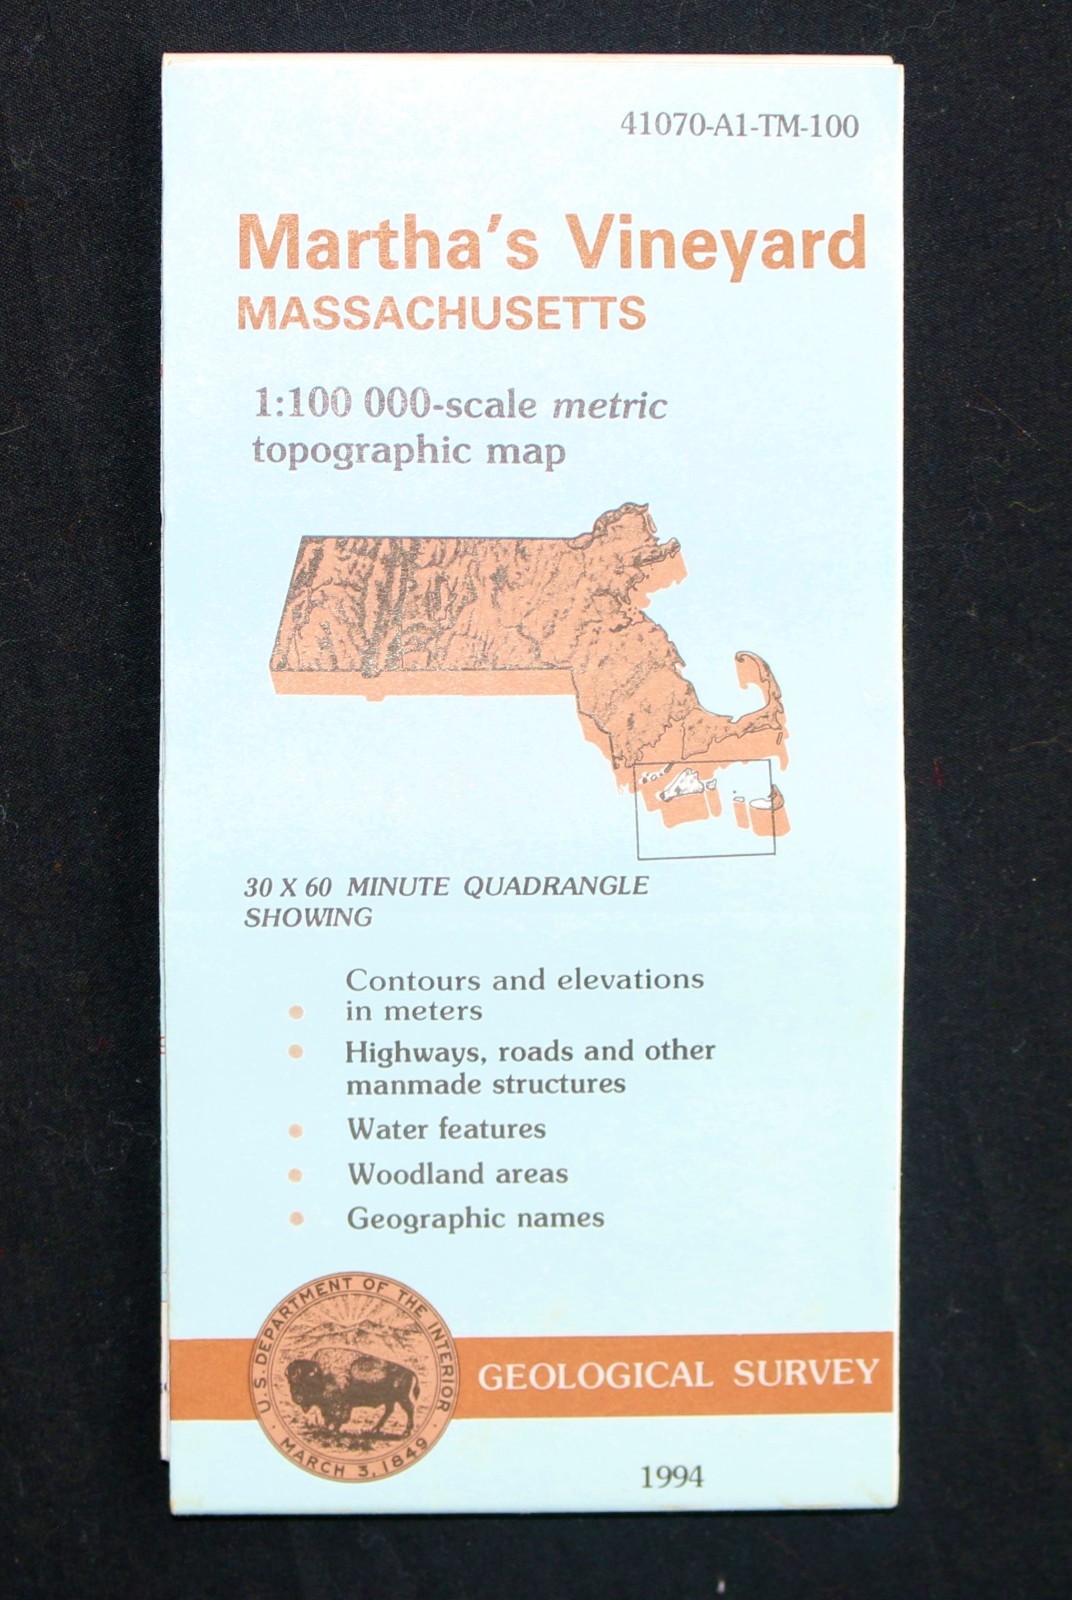 41070-A1-TM-100
Martha's Vineyard
MASSACHUSETTS
1:100 000-scale metric
topographic map
30 X 60 MINUTE QUADRANGLE
SHOWING
Contours and elevations
in meters
Highways, roads and other
manmade structures
Water features
Woodland areas
Geographic names
U.S. DEPARTMENT OF THE INTERIOR
MARCH 3, 1849
GEOLOGICAL SURVEY
1994